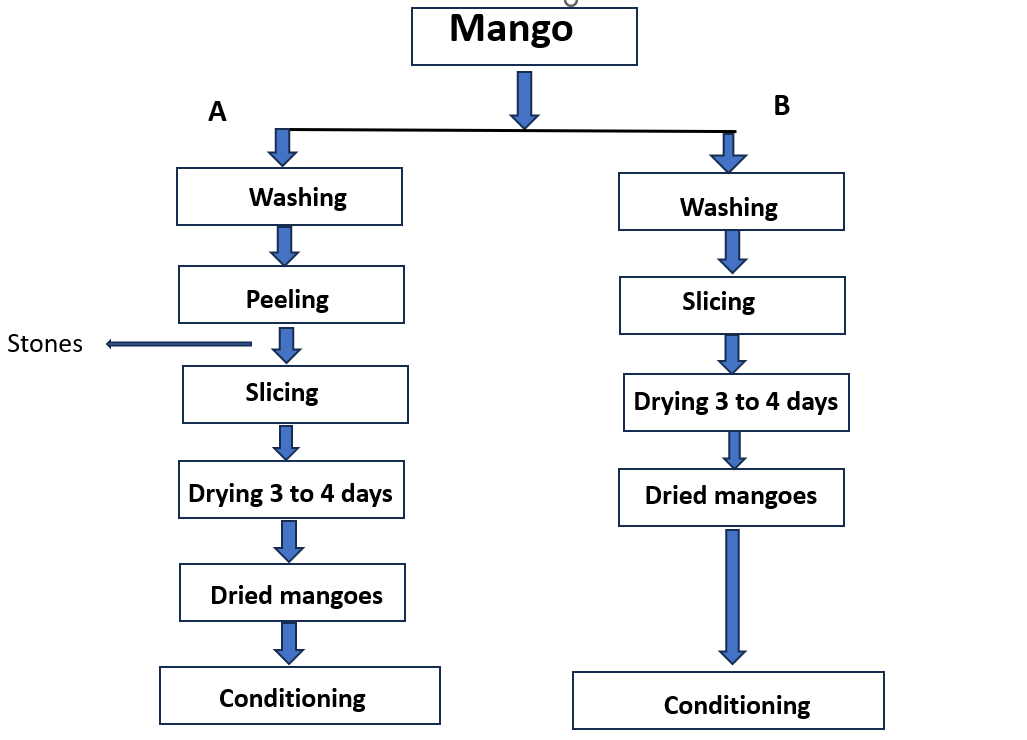 Mango
A
B
Washing
Peeling
Stones
Slicing
Drying 3 to 4 days
Dried mangoes
Conditioning
Washing
Slicing
Drying 3 to 4 days
Dried mangoes
Conditioning